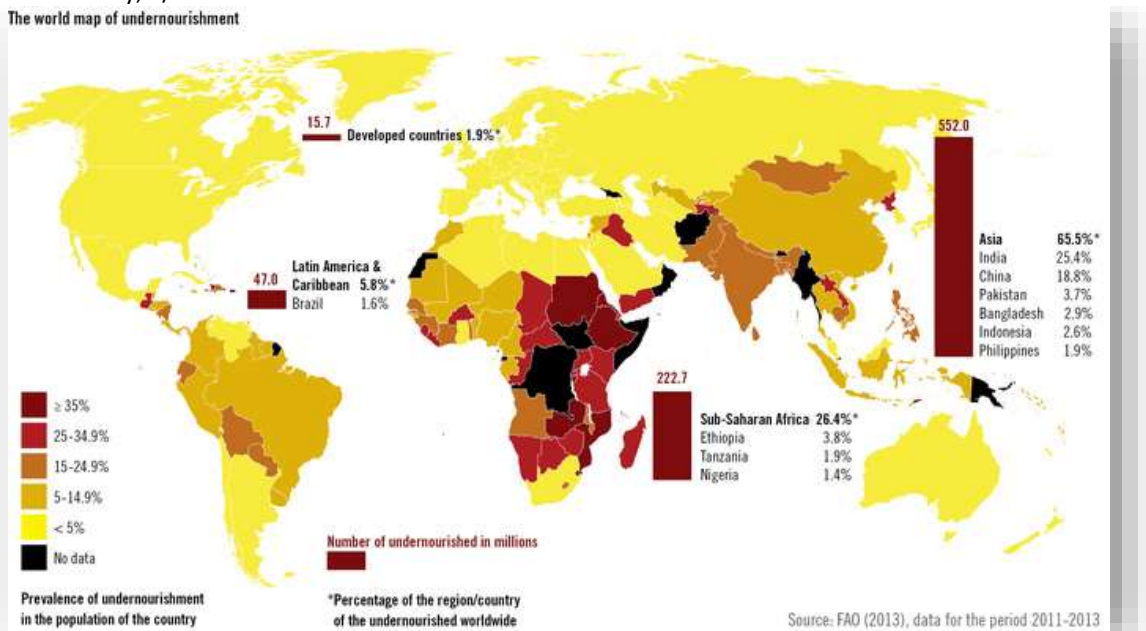 The world map of undernourishment
15.7
Developed countries 1.9%*
552.0
Asia 65.5%*
India 25.4%
China 18.8%
Pakistan 3.7%
Bangladesh 2.9%
Indonesia 2.6%
Philippines 1.9%
47.0
Latin America &
Caribbean 5.8%*
Brazil 1.6%
222.7
Sub-Saharan Africa 26.4%*
Ethiopia 3.8%
Tanzania 1.9%
Nigeria 1.4%
≥ 35%
25-34.9%
15-24.9%
5-14.9%
< 5%
No data
Number of undernourished in millions
Prevalence of undernourishment
in the population of the country
*Percentage of the region/country
of the undernourished worldwide
Source: FAO (2013), data for the period 2011-2013